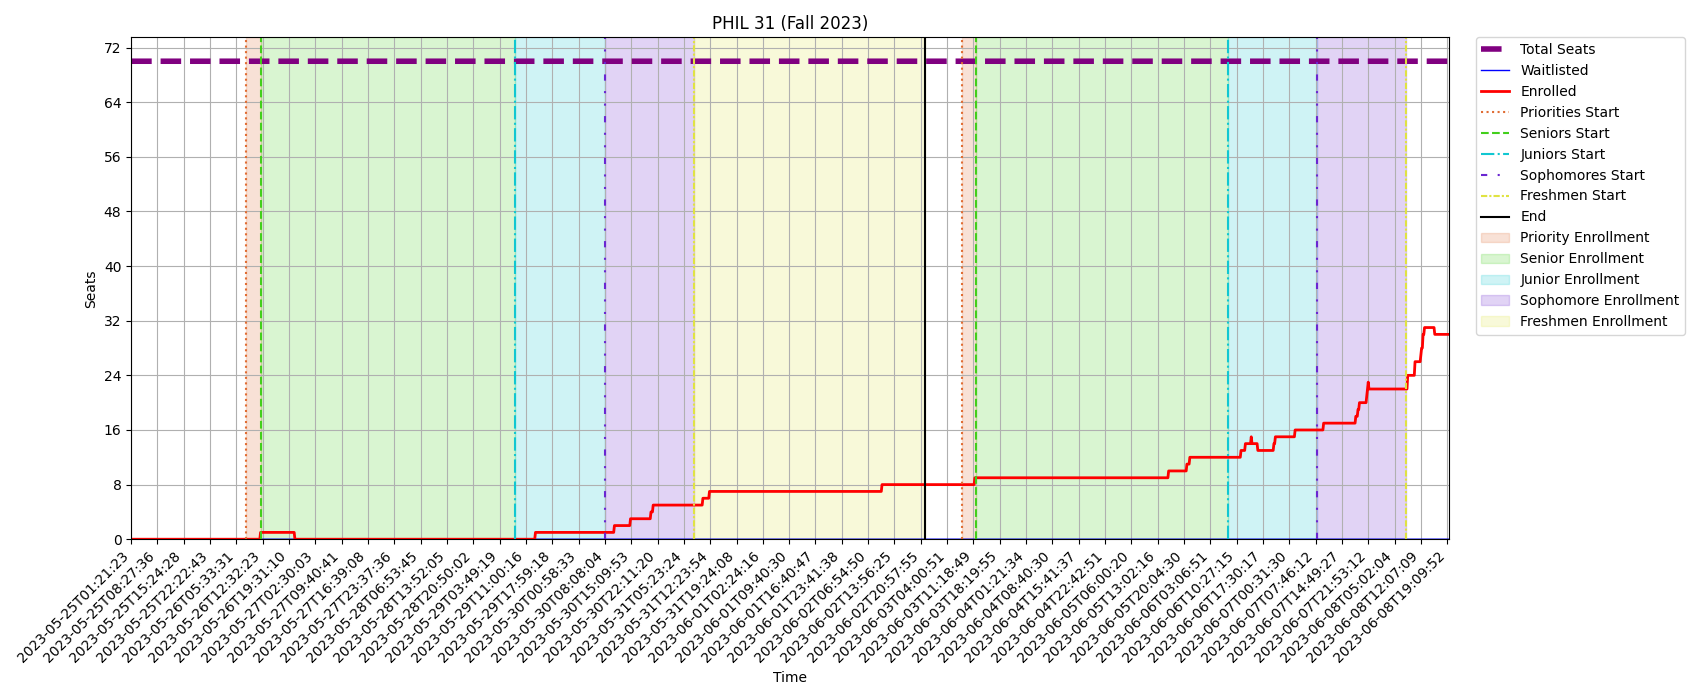 PHIL 31 (Fall 2023)
72
64
56
48
40
32
24
16
8
0
Seats
2023-05-25T01:21:23
2023-05-25T08:27:36
2023-05-25T15:24:28
2023-05-25T22:22:43
2023-05-26T05:33:31
2023-05-26T12:32:23
2023-05-26T19:31:10
2023-05-27T02:30:03
2023-05-27T09:40:41
2023-05-27T16:39:08
2023-05-27T23:37:36
2023-05-28T06:53:45
2023-05-28T13:52:05
2023-05-28T20:50:02
2023-05-29T03:49:19
2023-05-29T11:00:16
2023-05-29T17:59:18
2023-05-30T00:58:33
2023-05-30T08:08:04
2023-05-30T15:09:53
2023-05-30T22:11:20
2023-05-31T05:23:24
2023-05-31T12:23:54
2023-05-31T19:24:08
2023-06-01T02:24:16
2023-06-01T09:40:30
2023-06-01T16:40:47
2023-06-01T23:41:38
2023-06-02T06:54:50
2023-06-02T13:56:25
2023-06-02T20:57:55
2023-06-03T04:00:51
2023-06-03T11:18:49
2023-06-03T18:19:55
2023-06-04T01:21:34
2023-06-04T08:40:30
2023-06-04T15:41:37
2023-06-04T22:42:51
2023-06-05T06:00:20
2023-06-05T13:02:16
2023-06-05T20:04:30
2023-06-06T03:06:51
2023-06-06T10:27:15
2023-06-06T17:30:17
2023-06-07T00:31:30
2023-06-07T07:46:12
2023-06-07T14:49:27
2023-06-07T21:53:12
2023-06-08T05:02:04
2023-06-08T12:07:09
2023-06-08T19:09:52
Time
Total Seats
Waitlisted
Enrolled
Priorities Start
Seniors Start
Juniors Start
Sophomores Start
Freshmen Start
End
Priority Enrollment
Senior Enrollment
Junior Enrollment
Sophomore Enrollment
Freshmen Enrollment